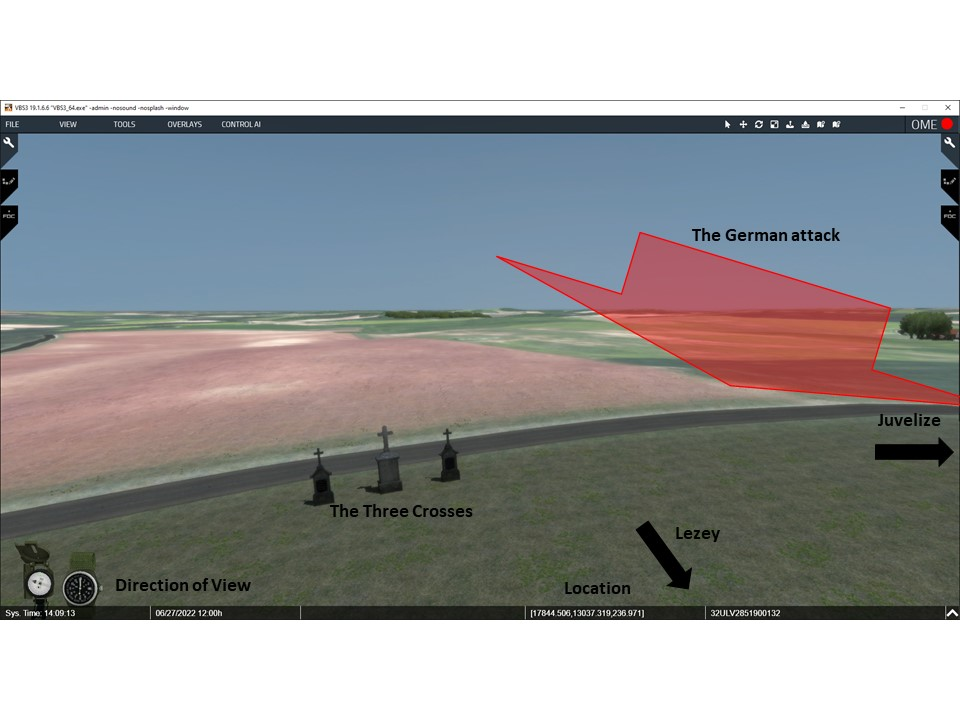 VBS3 19.1.6.6 "VBS3_64.exe" -admin -nosound -nosplash -window
FILE VIEW TOOLS OVERLAYS CONTROL AI OME
POC POC
The German attack
Juvelize
The Three Crosses
Lezey
Direction of View
Location
Sys. Time: 14:09:13 06/27/2022 12:00h [17844.506,13037.319,236.971] 32ULV2851900132